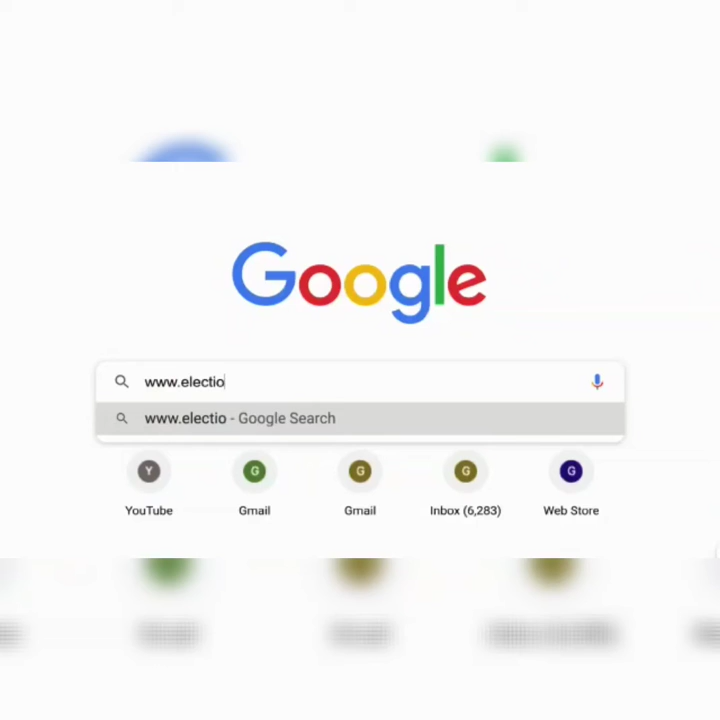 Google
www.electio
www.electio - Google Search
Y G G G G
YouTube Gmail Gmail Inbox (6,283) Web Store